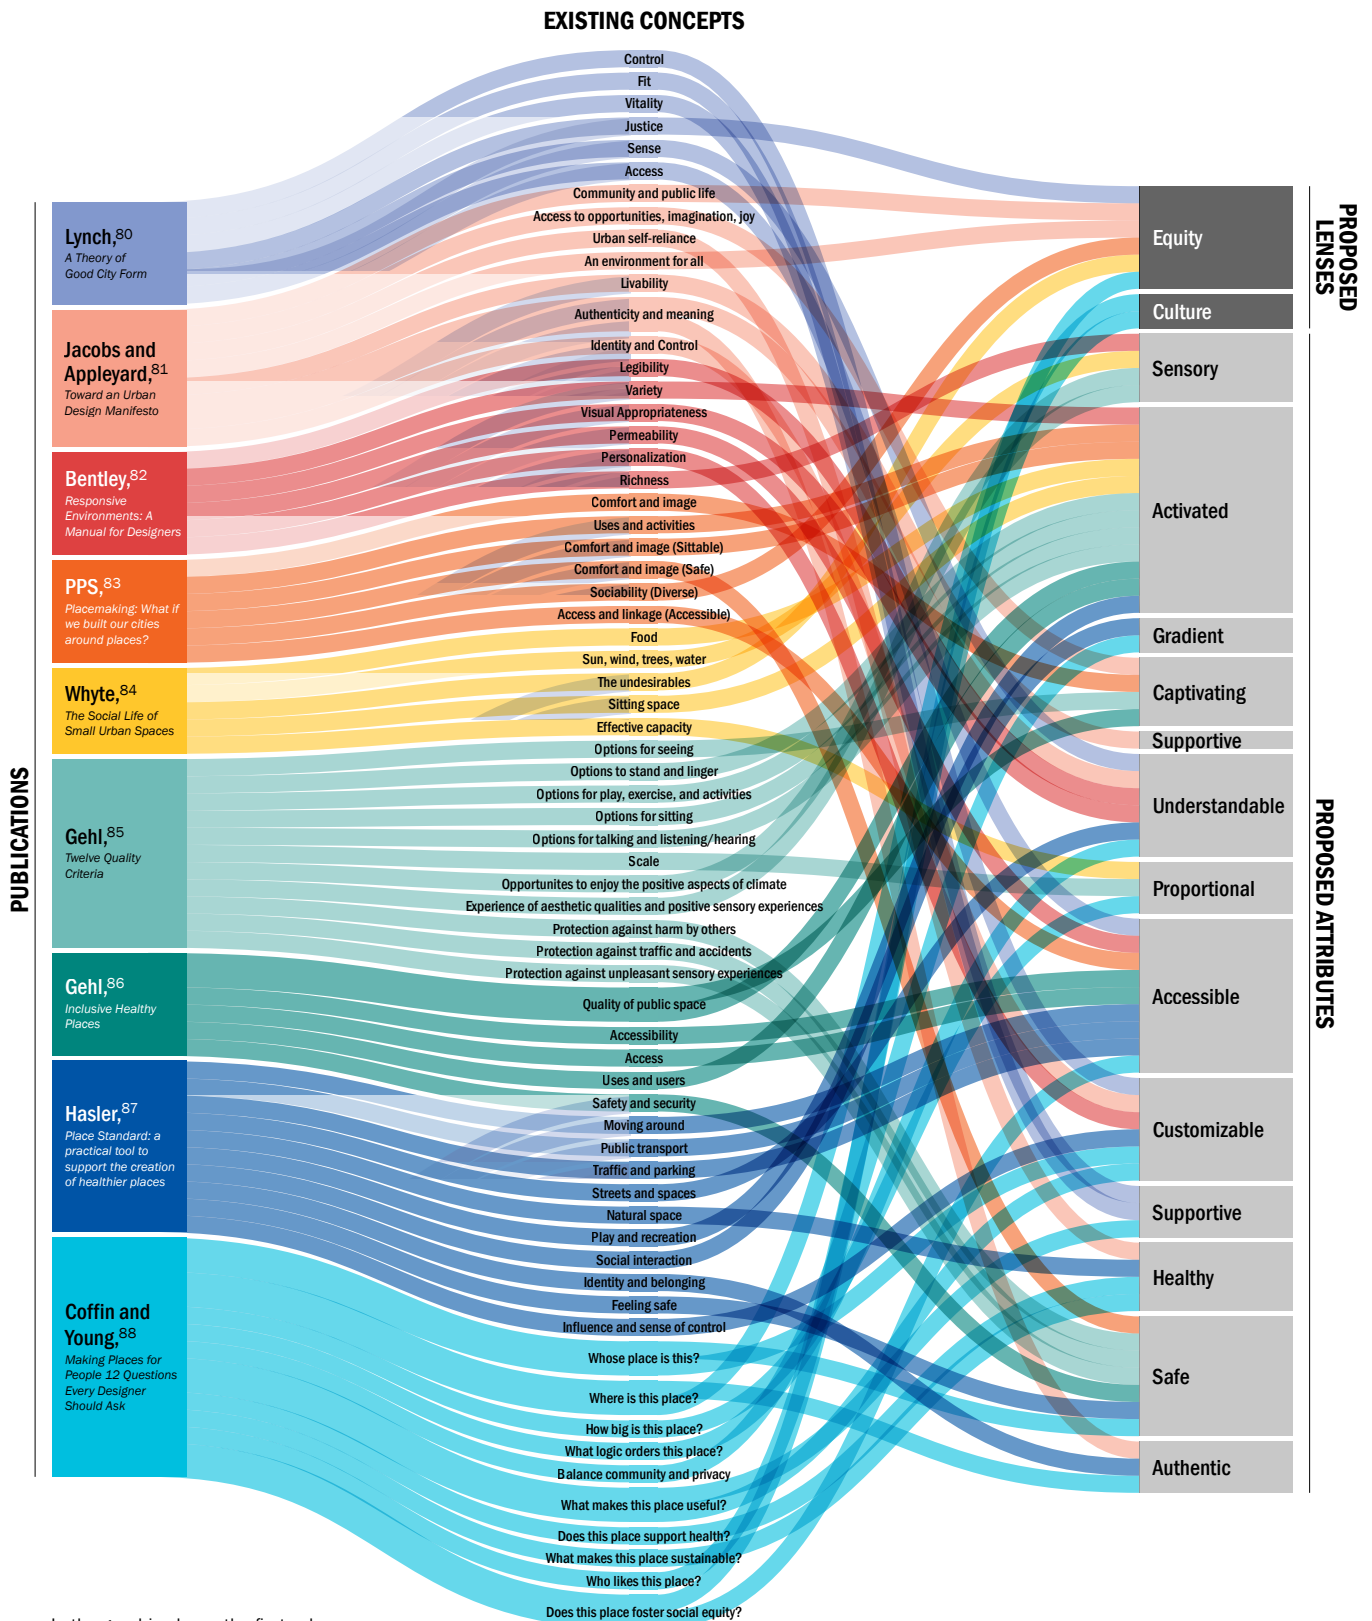 EXISTING CONCEPTS
PUBLICATIONS
Lynch,80
A Theory of
Good City Form
Jacobs and
Appleyard,81
Toward an Urban
Design Manifesto
Bentley,82
Responsive
Environments: A
Manual for Designers
PPS,83
Placemaking: What if
we built our cities
around places?
Whyte,84
The Social Life of
Small Urban Spaces
Gehl,85
Twelve Quality
Criteria
Gehl,86
Inclusive Healthy
Places
Hasler,87
Place Standard: a
practical tool to
support the creation
of healthier places
Coffin and
Young,88
Making Places for
People 12 Questions
Every Designer
Should Ask
Control
Fit
Vitality
Justice
Sense
Access
Community and public life
Access to opportunities, imagination, joy
Urban self-reliance
An environment for all
Livability
Authenticity and meaning
Identity and Control
Legibility
Variety
Visual Appropriateness
Permeability
Personalization
Richness
Comfort and image
Uses and activities
Comfort and image (Sittable)
Comfort and image (Safe)
Sociability (Diverse)
Access and linkage (Accessible)
Food
Sun, wind, trees, water
The undesirables
Sitting space
Effective capacity
Options for seeing
Options to stand and linger
Options for play, exercise, and activities
Options for sitting
Options for talking and listening/hearing
Scale
Opportunites to enjoy the positive aspects of climate
Experience of aesthetic qualities and positive sensory experiences
Protection against harm by others
Protection against traffic and accidents
Protection against unpleasant sensory experiences
Quality of public space
Accessibility
Access
Uses and users
Safety and security
Moving around
Public transport
Traffic and parking
Streets and spaces
Natural space
Play and recreation
Social interaction
Identity and belonging
Feeling safe
Influence and sense of control
Whose place is this?
Where is this place?
How big is this place?
What logic orders this place?
Balance community and privacy
What makes this place useful?
Does this place support health?
What makes this place sustainable?
Who likes this place?
Does this place foster social equity?
Equity
Culture
Sensory
Activated
Gradient
Captivating
Supportive
Understandable
Proportional
Accessible
Customizable
Supportive
Healthy
Safe
Authentic
PROPOSED
LENSES
PROPOSED ATTRIBUTES